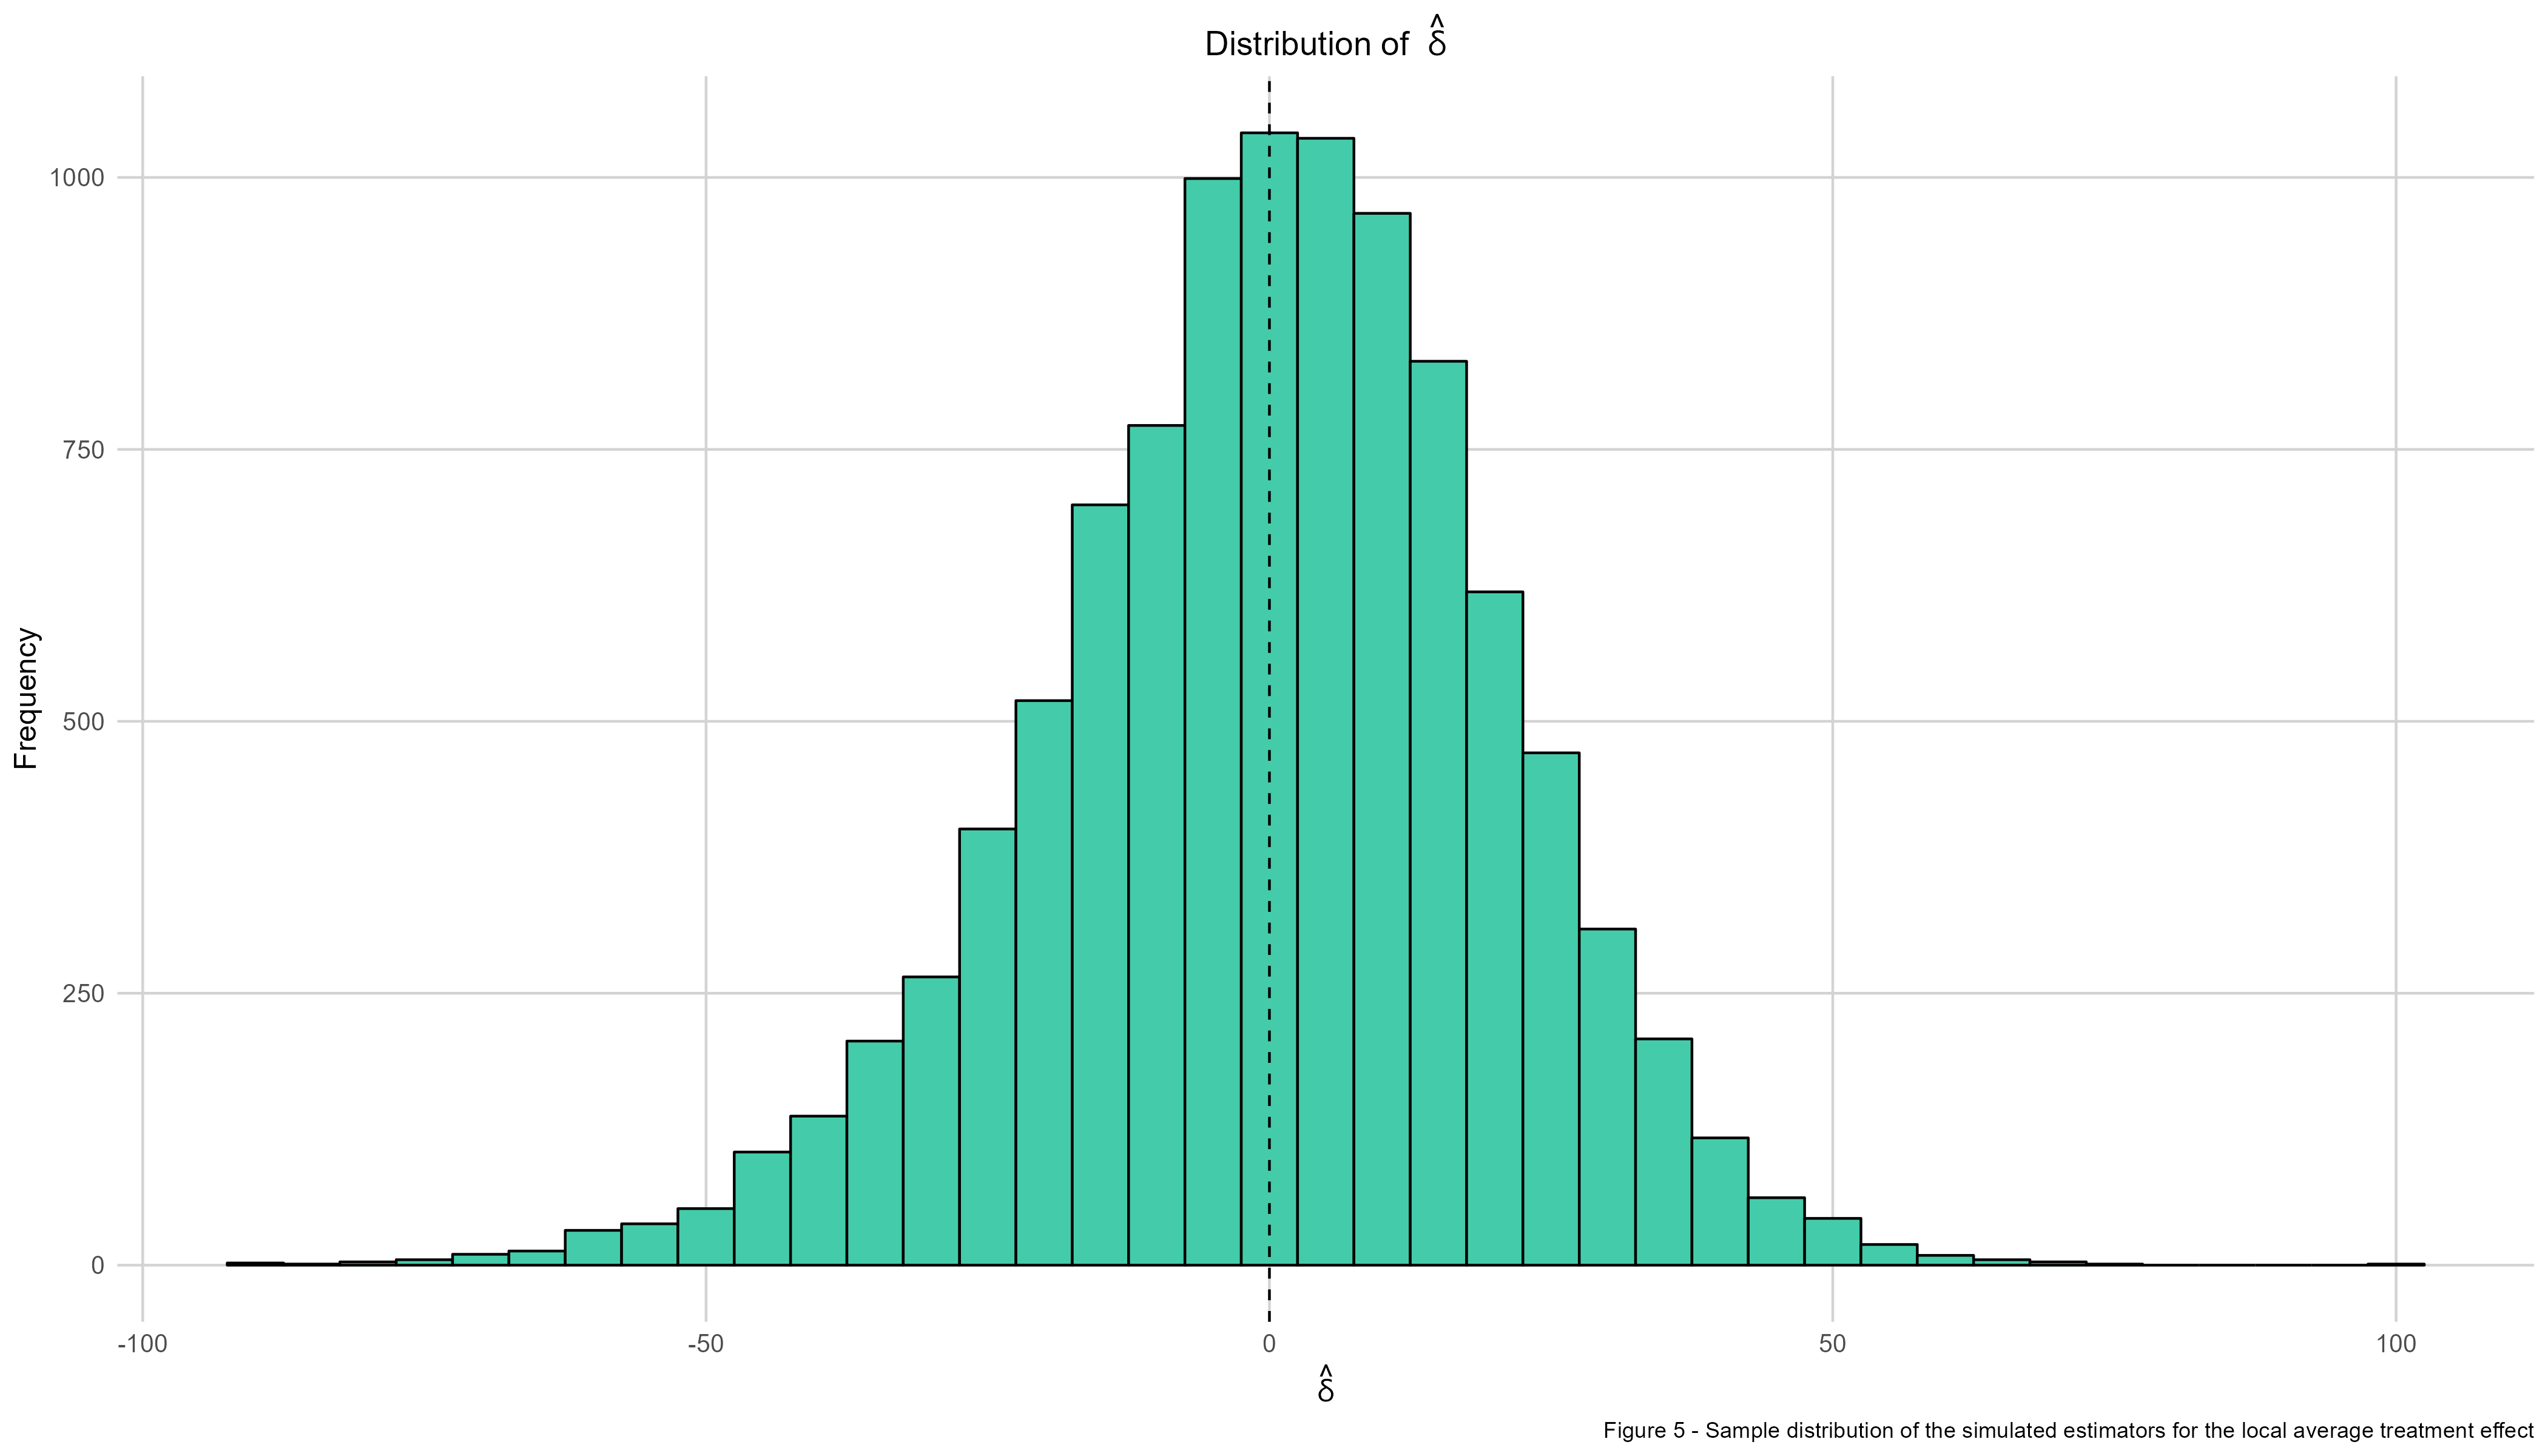 Distribution of δ̂
1000
750
500
250
0
Frequency
-100
-50
0
50
100
δ̂
Figure 5 - Sample distribution of the simulated estimators for the local average treatment effect